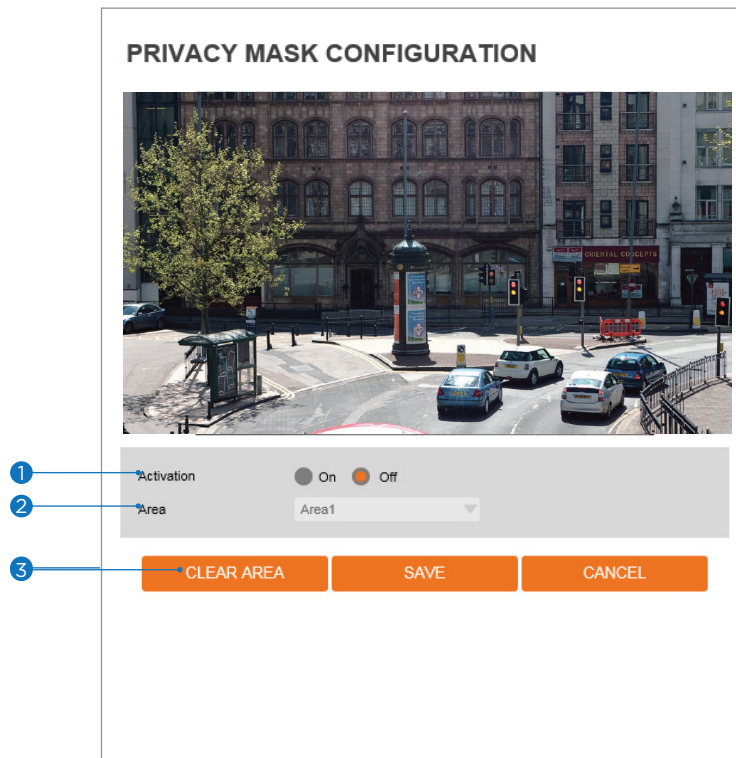 PRIVACY MASK CONFIGURATION
ORIENTAL CONCEPTS
1
Activation
On
Off
2
Area
Area1
3
CLEAR AREA
SAVE
CANCEL